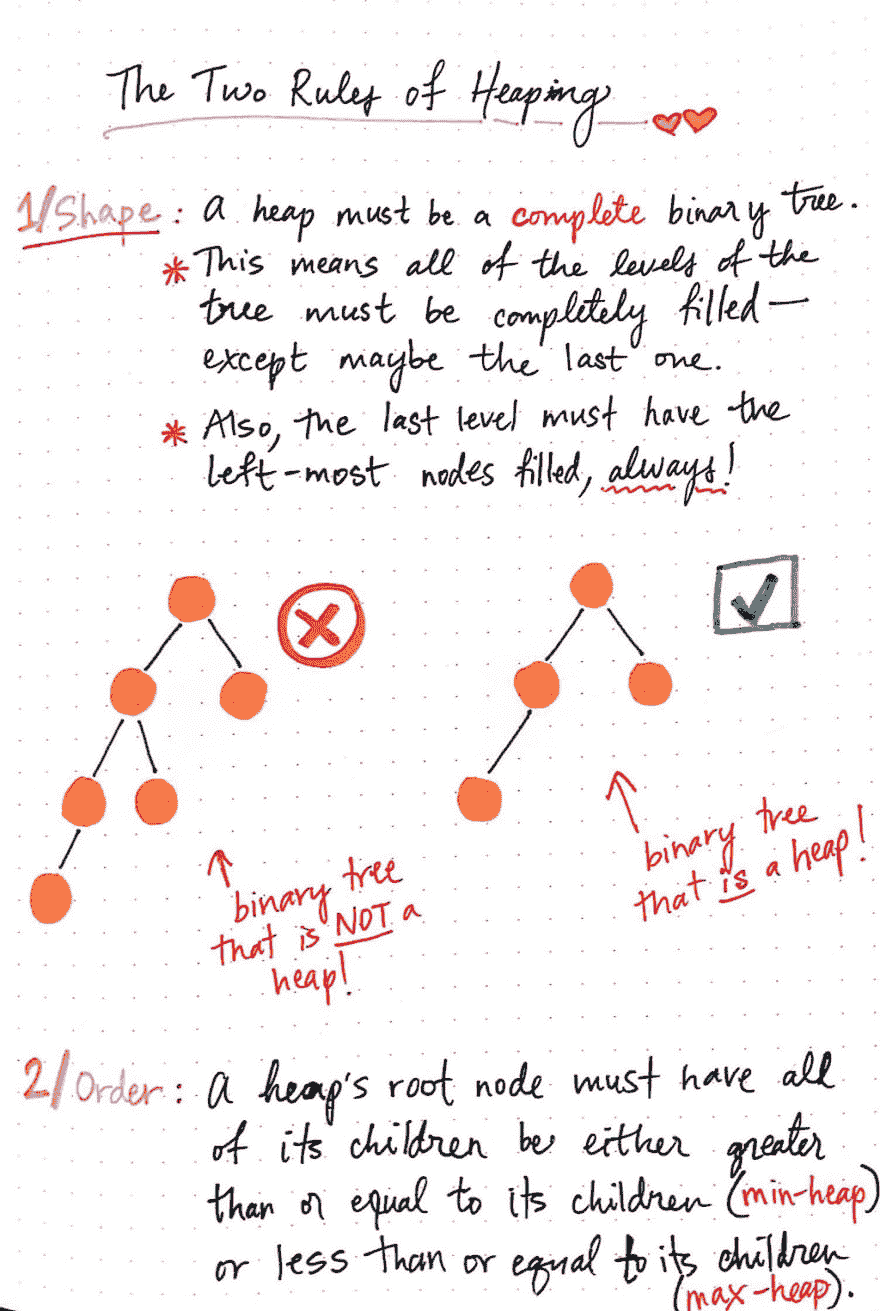 The Two Rules of Heaping
1/Shape: A heap must be a complete binary tree.
* This means all of the levels of the
tree must be completely filled—
except maybe the last one.
* Also, the last level must have the
left-most nodes filled, always!
binary tree
that is NOT a
heap!
binary tree
that is a heap!
2/Order: A heap's root node must have all
of its children be either greater
than or equal to its children (min-heap)
or less than or equal to its children
(max-heap).